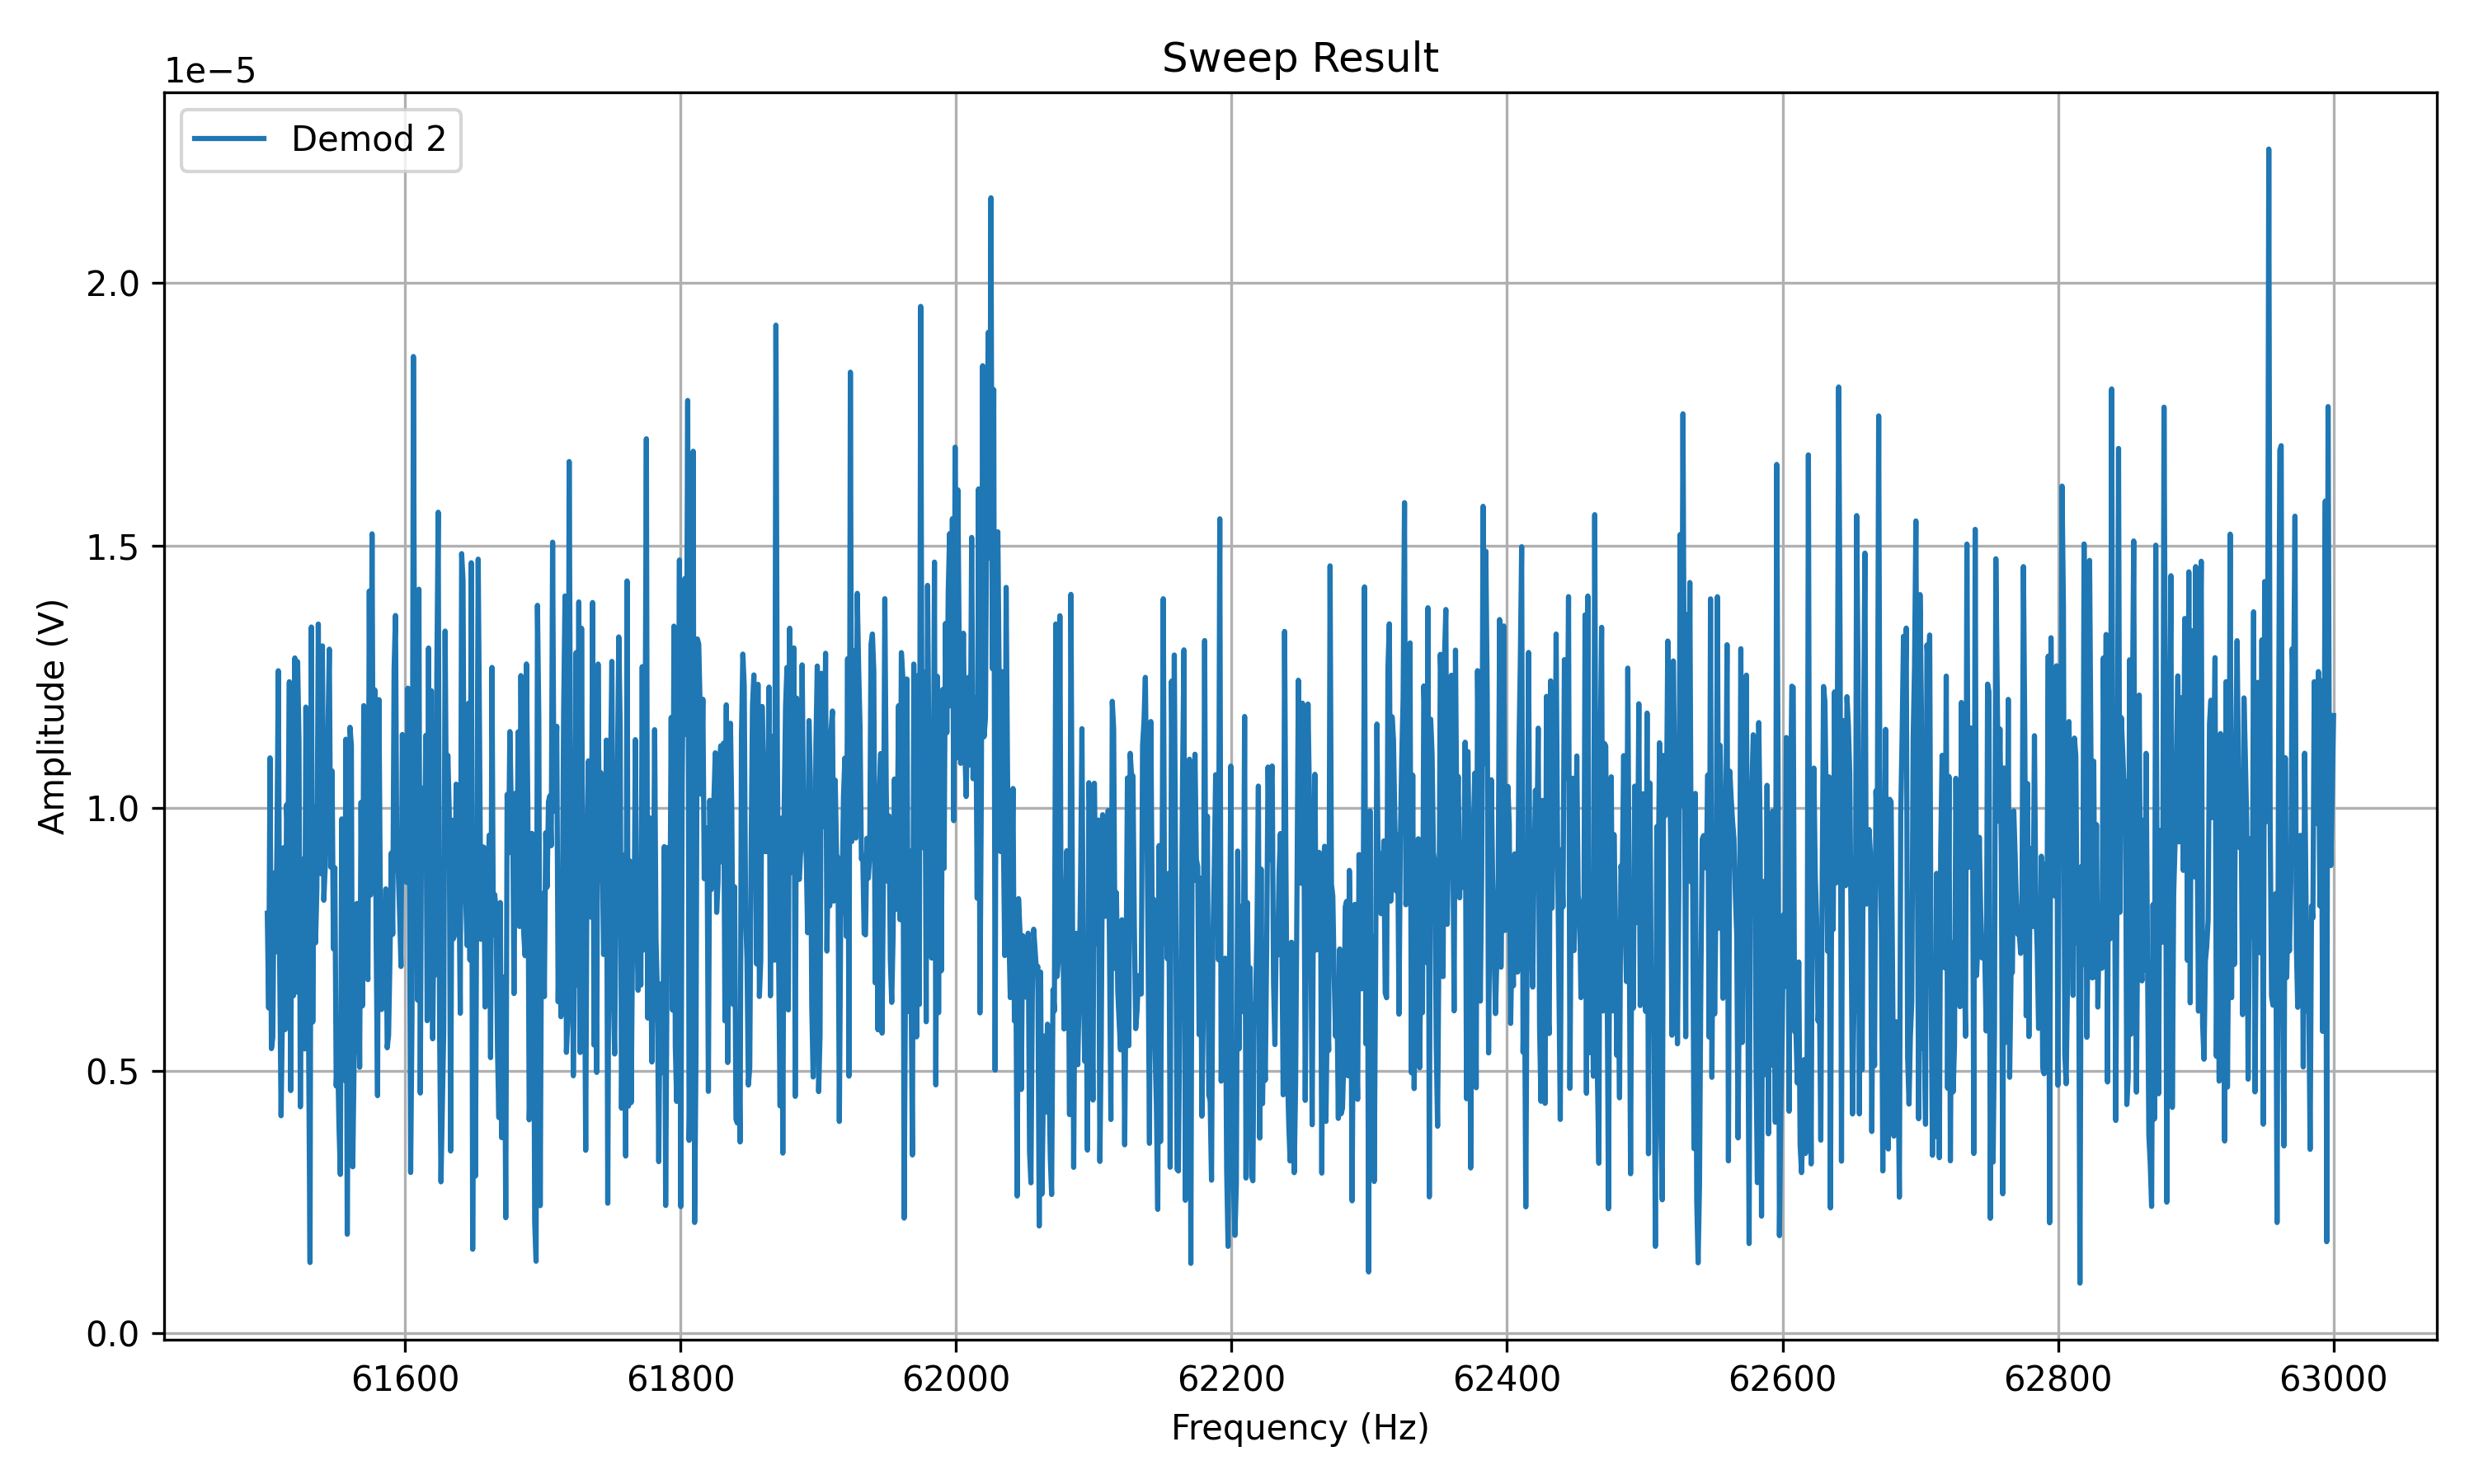 Sweep Result
1e−5
Demod 2
2.0
1.5
1.0
0.5
0.0
Amplitude (V)
61600 61800 62000 62200 62400 62600 62800 63000
Frequency (Hz)